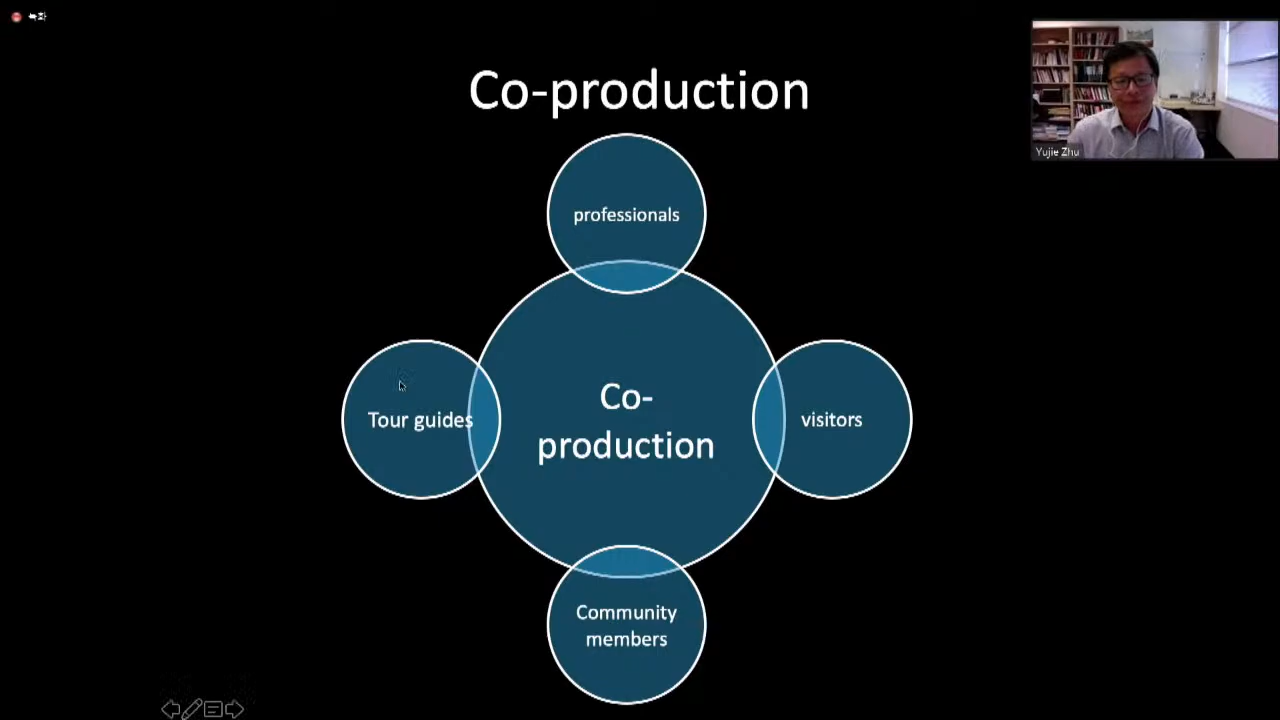 Co-production
Yujie Zhu
professionals
Tour guides
Co-
production
visitors
Community
members